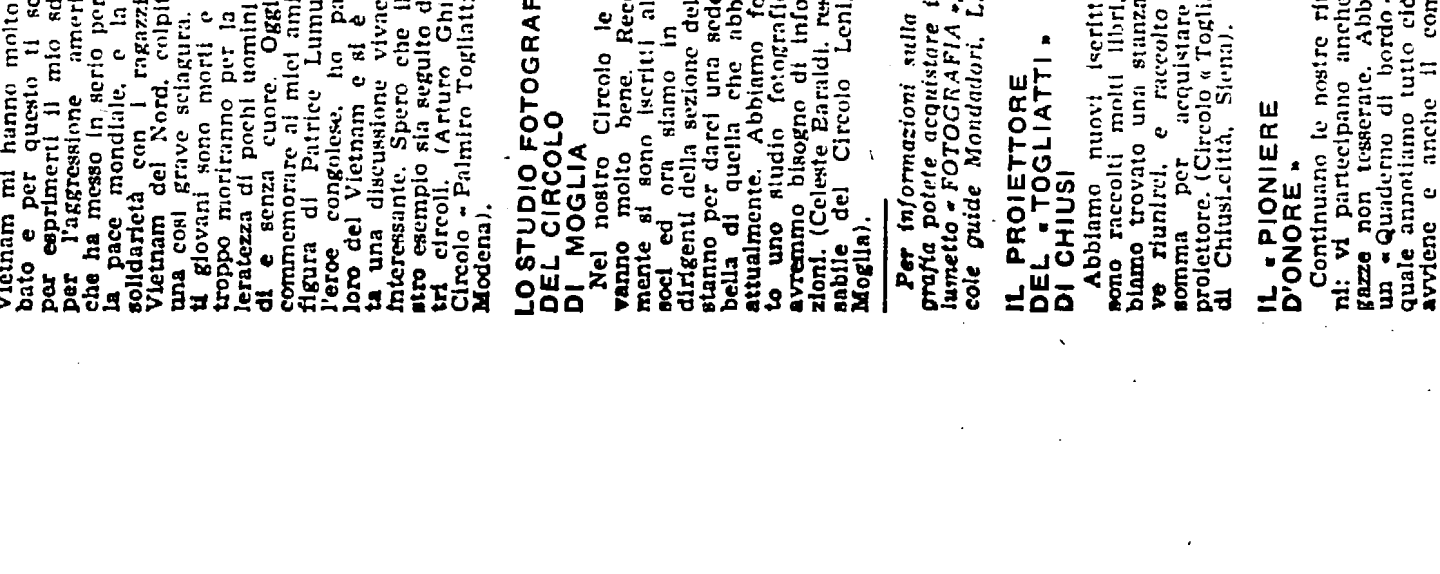 Vietnam mi hanno molto
bato e per questo ti sc
per esprimerti il mio sd
per l'aggressione ameri
che ha messo in serio per
la pace mondiale, e la
solidarietà con i ragazzi
Vietnam del Nord, colpit
una così grave sciagura.
ti giovani sono morti e
troppo moriranno per la
leratezza di pochi uomini
di e senza cuore. Oggi
commemorare ai miei ami
figura di Patrice Lumu
l'eroe congolese, ho pa
loro del Vietnam e si è
ta una discussione vivac
interessante. Spero che il
stro esempio sia seguito d
tri circoli. (Arturo Ghi
Circolo « Palmiro Togliatt
Modena).
LO STUDIO FOTOGRAF
DEL CIRCOLO
DI MOGLIA
Nel nostro Circolo le
vanno molto bene. Rece
mente si sono iscritti al
soci ed ora siamo in
dirigenti della sezione del
stanno per darci una sede
bella di quella che abb
attualmente. Abbiamo fo
to uno studio fotografic
avremmo bisogno di info
zioni. (Celeste Baraldi, res
sabile del Circolo Leni
Moglia).
Per informazioni sulla
grafia potete acquistare i
lumetto « FOTOGRAFIA »,
cole guide Mondadori, L.
IL PROIETTORE
DEL « TOGLIATTI »
DI CHIUSI
Abbiamo nuovi iscritt
sono raccolti molti libri,
biamo trovato una stanza
ve riunirci, e raccolto
somma per acquistare
proiettore. (Circolo « Toglia
di Chiusi-città, Siena).
IL « PIONIERE
D'ONORE »
Continuano le nostre ri
ni: vi partecipano anche
gazze non tesserate. Abb
un « Quaderno di bordo
quale annotiamo tutto ciò
avviene e anche il com